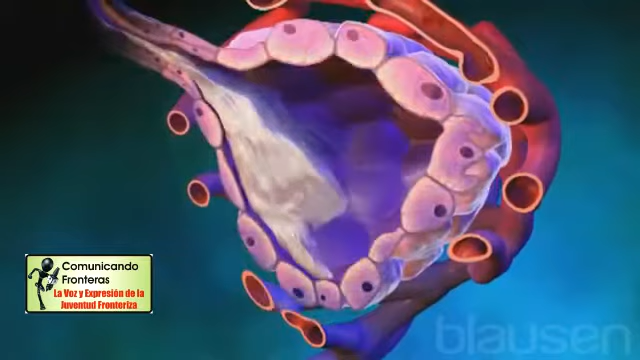 Comunicando
Fronteras
La Voz y Expresión de la
Juventud Fronteriza
blausen